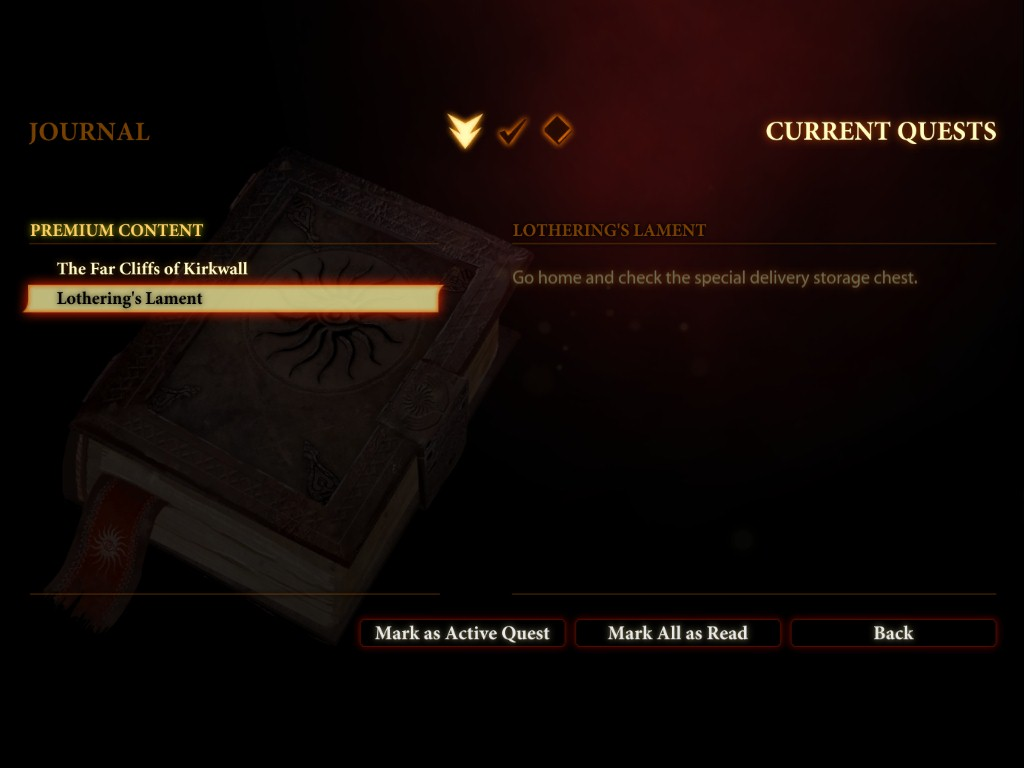 JOURNAL
CURRENT QUESTS
PREMIUM CONTENT
The Far Cliffs of Kirkwall
Lothering's Lament
LOTHERING'S LAMENT
Go home and check the special delivery storage chest.
Mark as Active Quest
Mark All as Read
Back